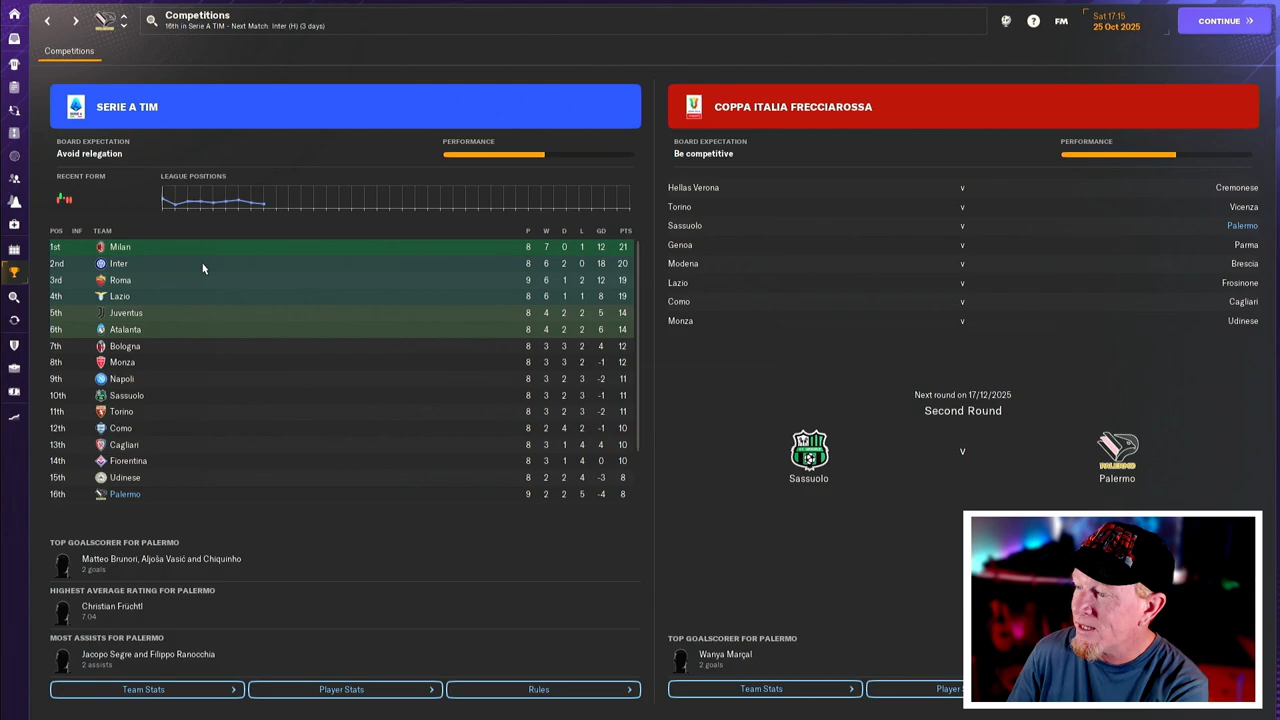 Competitions
16th in Serie A TIM - Next Match: Inter (H) (3 days)
FM
Sat 17:15
25 Oct 2025
CONTINUE
Competitions
SERIE A TIM
BOARD EXPECTATION
Avoid relegation
PERFORMANCE
RECENT FORM
LEAGUE POSITIONS
POS INF TEAM P W D L GD PTS
1st Milan 8 7 0 1 12 21
2nd Inter 8 6 2 0 18 20
3rd Roma 9 6 1 2 12 19
4th Lazio 8 6 1 1 8 19
5th Juventus 8 4 2 2 5 14
6th Atalanta 8 4 2 2 6 14
7th Bologna 8 3 3 2 4 12
8th Monza 8 3 3 2 -1 12
9th Napoli 8 3 2 3 -2 11
10th Sassuolo 8 3 2 3 -1 11
11th Torino 8 3 2 3 -2 11
12th Como 8 2 4 2 -1 10
13th Cagliari 8 3 1 4 4 10
14th Fiorentina 8 3 1 4 0 10
15th Udinese 8 2 2 4 -3 8
16th Palermo 9 2 2 5 -4 8
TOP GOALSCORER FOR PALERMO
Matteo Brunori, Aljoša Vasić and Chiquinho
2 goals
HIGHEST AVERAGE RATING FOR PALERMO
Christian Früchtl
7.04
MOST ASSISTS FOR PALERMO
Jacopo Segre and Filippo Ranocchia
2 assists
Team Stats
Player Stats
Rules
COPPA ITALIA FRECCIAROSSA
BOARD EXPECTATION
Be competitive
PERFORMANCE
Hellas Verona v Cremonese
Torino v Vicenza
Sassuolo v Palermo
Genoa v Parma
Modena v Brescia
Lazio v Frosinone
Como v Cagliari
Monza v Udinese
Next round on 17/12/2025
Second Round
Sassuolo v Palermo
PALERMO
TOP GOALSCORER FOR PALERMO
Wanya Marçal
2 goals
Team Stats
Player